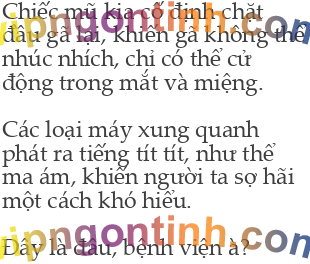 Chiếc mũ kia cố định chặt
đầu gã lại, khiến gã không thể
nhúc nhích, chỉ có thể cử
động trong mắt và miệng.
Các loại máy xung quanh
phát ra tiếng tít tít, như thể
ma ám, khiến người ta sợ hãi
một cách khó hiểu.
vipngontinh.com
Đây là đâu, bệnh viện à?